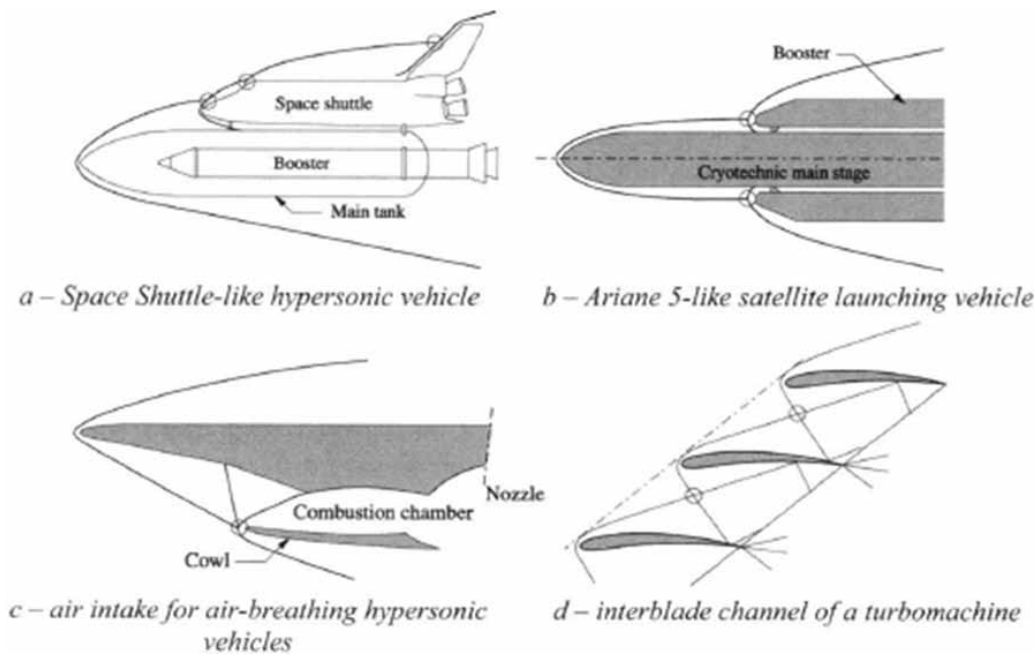 Space shuttle
Booster
Main tank
a – Space Shuttle-like hypersonic vehicle
Booster
Cryotechnic main stage
b – Ariane 5-like satellite launching vehicle
Nozzle
Combustion chamber
Cowl
c – air intake for air-breathing hypersonic
vehicles
d – interblade channel of a turbomachine